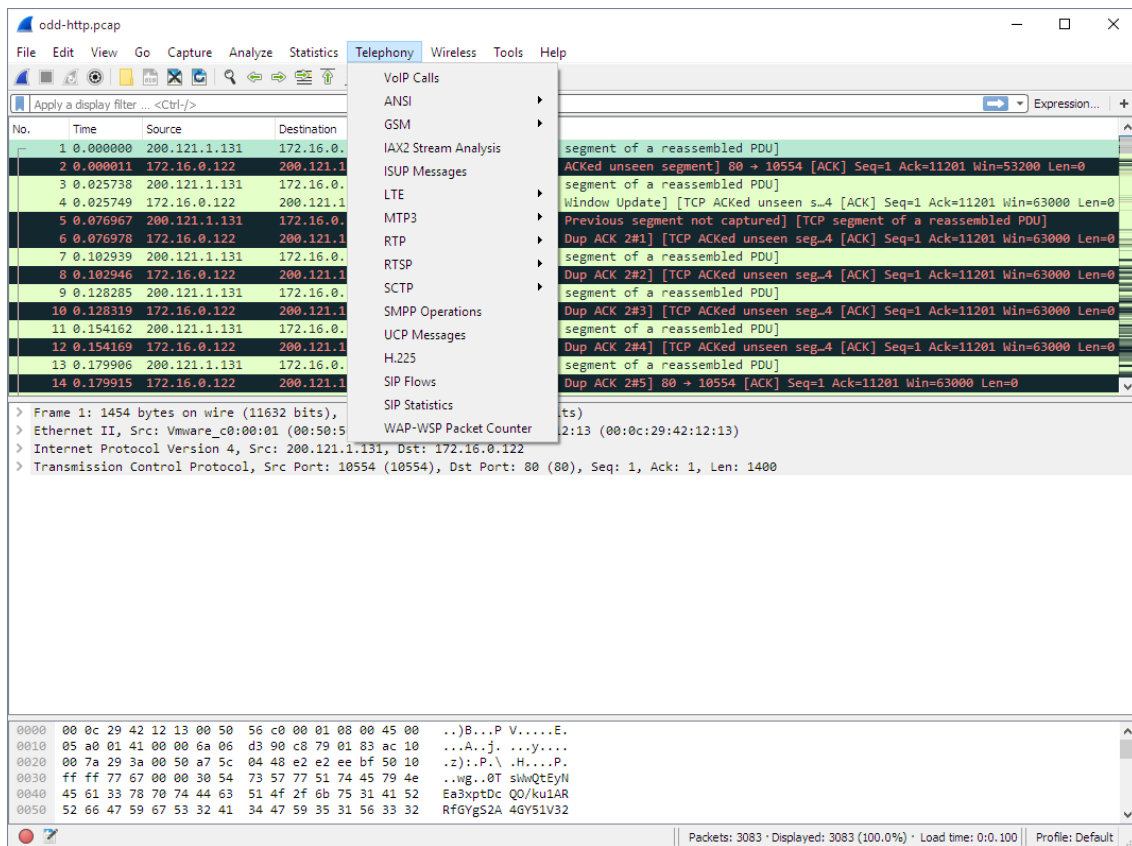 odd-http.pcap
File Edit View Go Capture Analyze Statistics Telephony Wireless Tools Help
Apply a display filter ... <Ctrl-/> Expression... +
VoIP Calls
ANSI
GSM
IAX2 Stream Analysis
ISUP Messages
LTE
MTP3
RTP
RTSP
SCTP
SMPP Operations
UCP Messages
H.225
SIP Flows
SIP Statistics
WAP-WSP Packet Counter
No. Time Source Destination
1 0.000000 200.121.1.131 172.16.0. segment of a reassembled PDU]
2 0.000011 172.16.0.122 200.121.1 ACKed unseen segment] 80 → 10554 [ACK] Seq=1 Ack=11201 Win=53200 Len=0
3 0.025738 200.121.1.131 172.16.0. segment of a reassembled PDU]
4 0.025749 172.16.0.122 200.121.1 Window Update] [TCP ACKed unseen s…4 [ACK] Seq=1 Ack=11201 Win=63000 Len=0
5 0.076967 200.121.1.131 172.16.0. Previous segment not captured] [TCP segment of a reassembled PDU]
6 0.076978 172.16.0.122 200.121.1 Dup ACK 2#1] [TCP ACKed unseen seg…4 [ACK] Seq=1 Ack=11201 Win=63000 Len=0
7 0.102939 200.121.1.131 172.16.0. segment of a reassembled PDU]
8 0.102946 172.16.0.122 200.121.1 Dup ACK 2#2] [TCP ACKed unseen seg…4 [ACK] Seq=1 Ack=11201 Win=63000 Len=0
9 0.128285 200.121.1.131 172.16.0. segment of a reassembled PDU]
10 0.128319 172.16.0.122 200.121.1 Dup ACK 2#3] [TCP ACKed unseen seg…4 [ACK] Seq=1 Ack=11201 Win=63000 Len=0
11 0.154162 200.121.1.131 172.16.0. segment of a reassembled PDU]
12 0.154169 172.16.0.122 200.121.1 Dup ACK 2#4] [TCP ACKed unseen seg…4 [ACK] Seq=1 Ack=11201 Win=63000 Len=0
13 0.179906 200.121.1.131 172.16.0. segment of a reassembled PDU]
14 0.179915 172.16.0.122 200.121.1 Dup ACK 2#5] 80 → 10554 [ACK] Seq=1 Ack=11201 Win=63000 Len=0
Frame 1: 1454 bytes on wire (11632 bits), ts)
Ethernet II, Src: Vmware_c0:00:01 (00:50:5 12:13 (00:0c:29:42:12:13)
Internet Protocol Version 4, Src: 200.121.1.131, Dst: 172.16.0.122
Transmission Control Protocol, Src Port: 10554 (10554), Dst Port: 80 (80), Seq: 1, Ack: 1, Len: 1400
0000 00 0c 29 42 12 13 00 50 56 c0 00 01 08 00 45 00 ..)B...P V.....E.
0010 05 a0 01 41 00 00 6a 06 d3 90 c8 79 01 83 ac 10 ...A..j. ...y....
0020 00 7a 29 3a 00 50 a7 5c 04 48 e2 e2 ee bf 50 10 .z):.P.\ .H....P.
0030 ff ff 77 67 00 00 30 54 73 57 77 51 74 45 79 4e ..wg..0T sWwQtEyN
0040 45 61 33 78 70 74 44 63 51 4f 2f 6b 75 31 41 52 Ea3xptDc QO/ku1AR
0050 52 66 47 59 67 53 32 41 34 47 59 35 31 56 33 32 RfGYgS2A 4GY51V32
Packets: 3083 · Displayed: 3083 (100.0%) · Load time: 0:0.100 Profile: Default